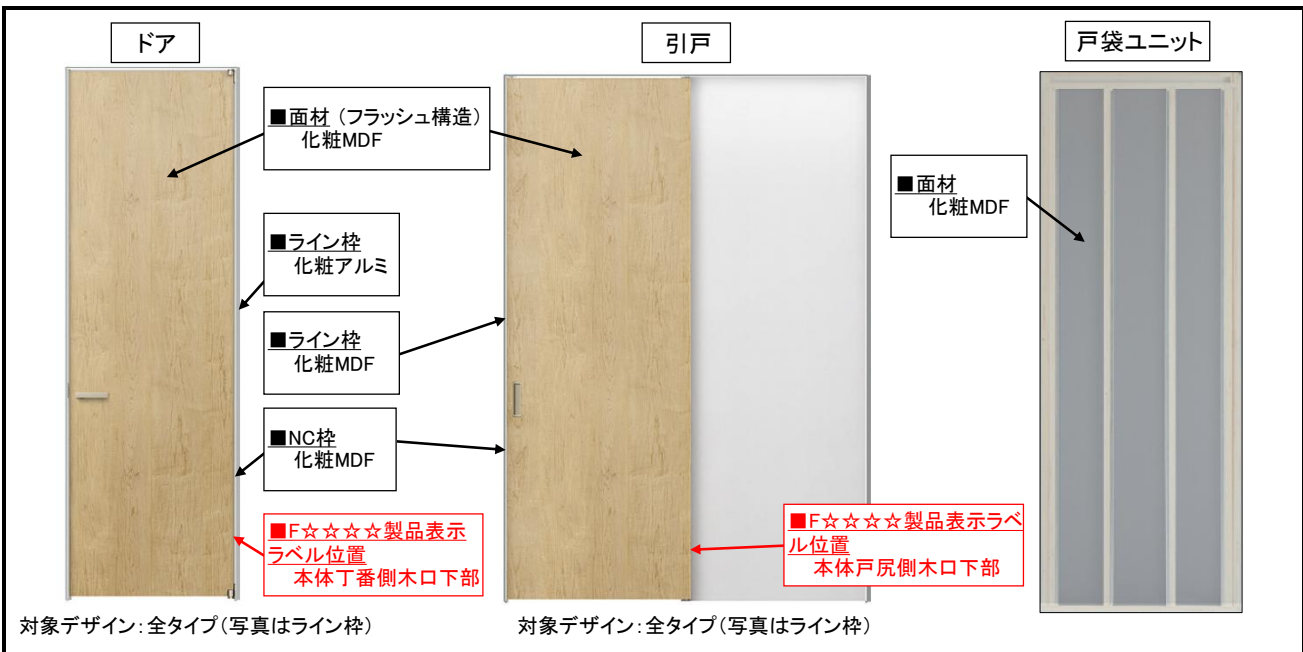 ドア
引戸
戸袋ユニット
■面材（フラッシュ構造）
化粧MDF
■ライン枠
化粧アルミ
■ライン枠
化粧MDF
■NC枠
化粧MDF
■F☆☆☆☆製品表示
ラベル位置
本体丁番側木口下部
■F☆☆☆☆製品表示ラベ
ル位置
本体戸尻側木口下部
■面材
化粧MDF
対象デザイン：全タイプ（写真はライン枠）
対象デザイン：全タイプ（写真はライン枠）